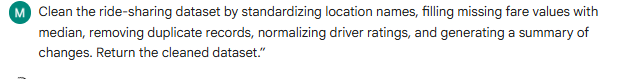 M Clean the ride-sharing dataset by standardizing location names, filling missing fare values with
median, removing duplicate records, normalizing driver ratings, and generating a summary of
changes. Return the cleaned dataset.”